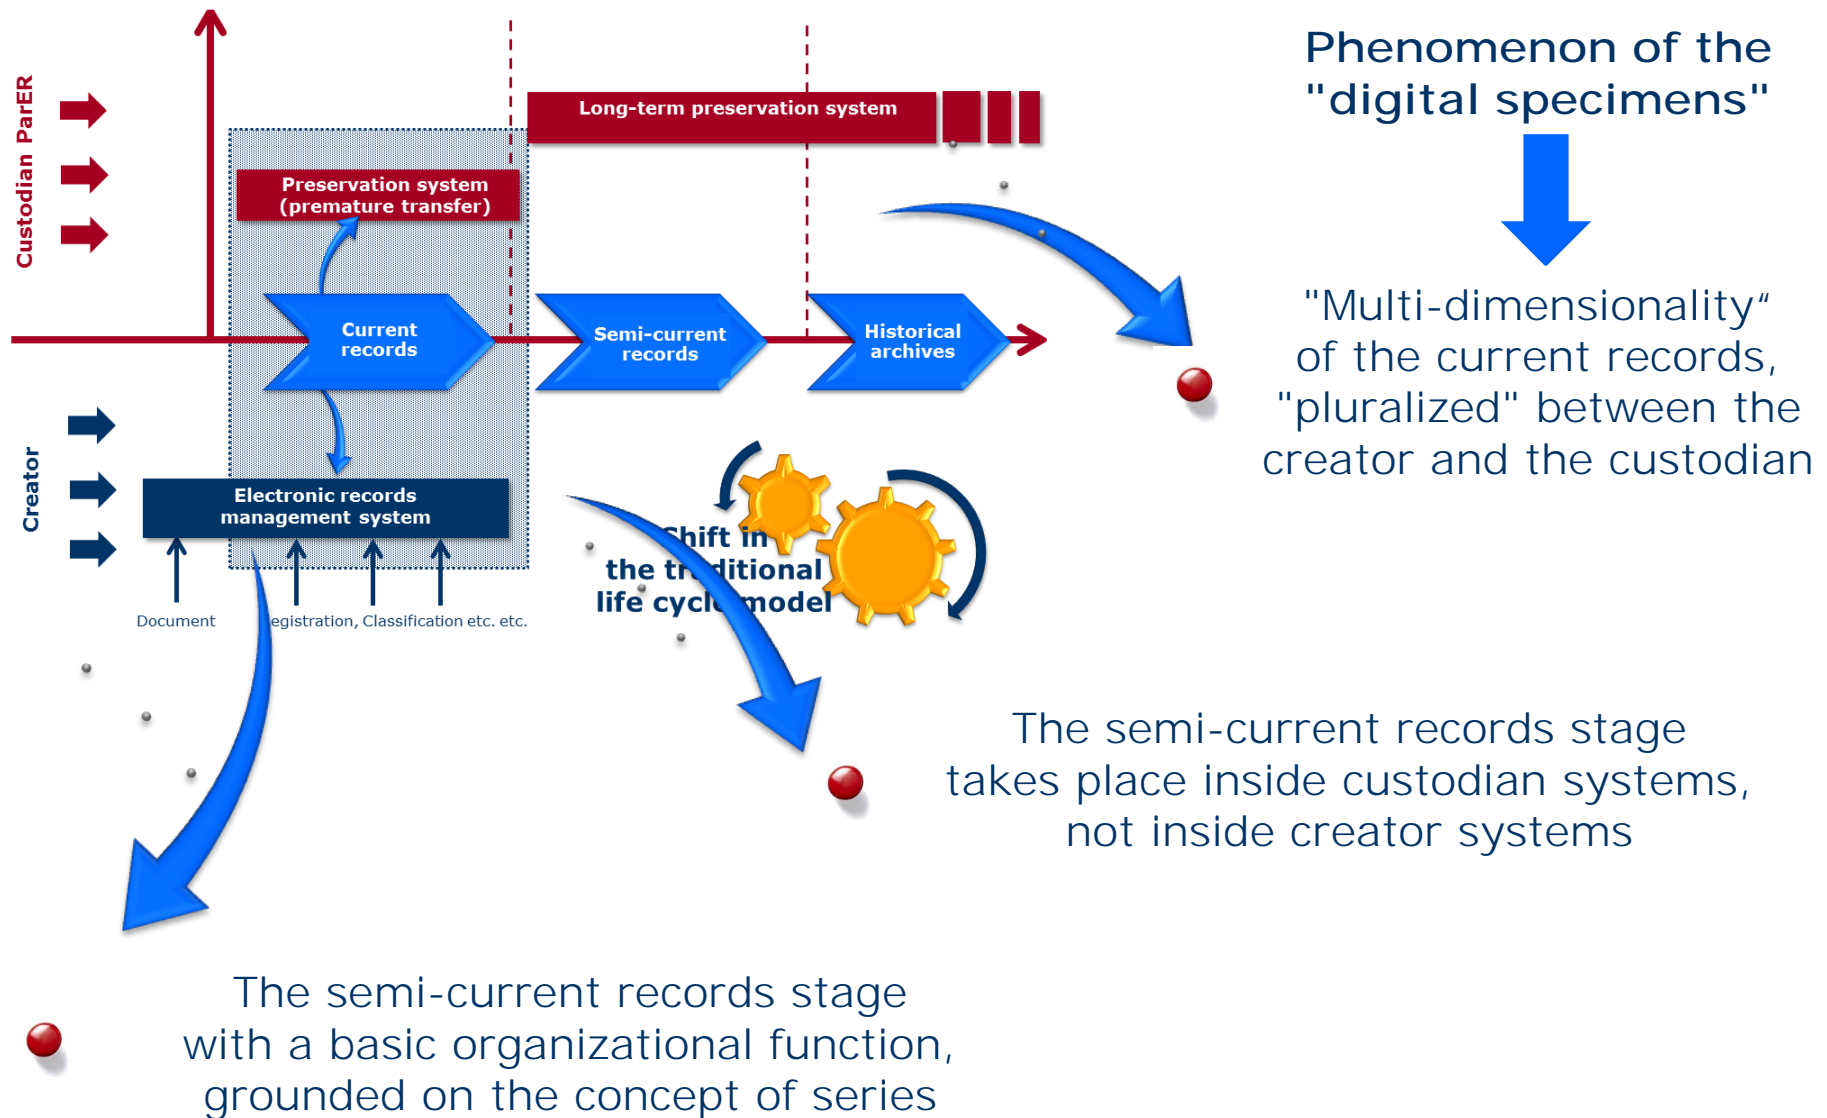 Phenomenon of the
"digital specimens"
Custodian ParER
Long-term preservation system
Preservation system
(premature transfer)
Current
records
Semi-current
records
Historical
archives
"Multi-dimensionality“
of the current records,
"pluralized" between the
creator and the custodian
Creator
Electronic records
management system
Document
egistration, Classification etc. etc.
Shift in
the traditional
life cycle model
The semi-current records stage
takes place inside custodian systems,
not inside creator systems
The semi-current records stage
with a basic organizational function,
grounded on the concept of series